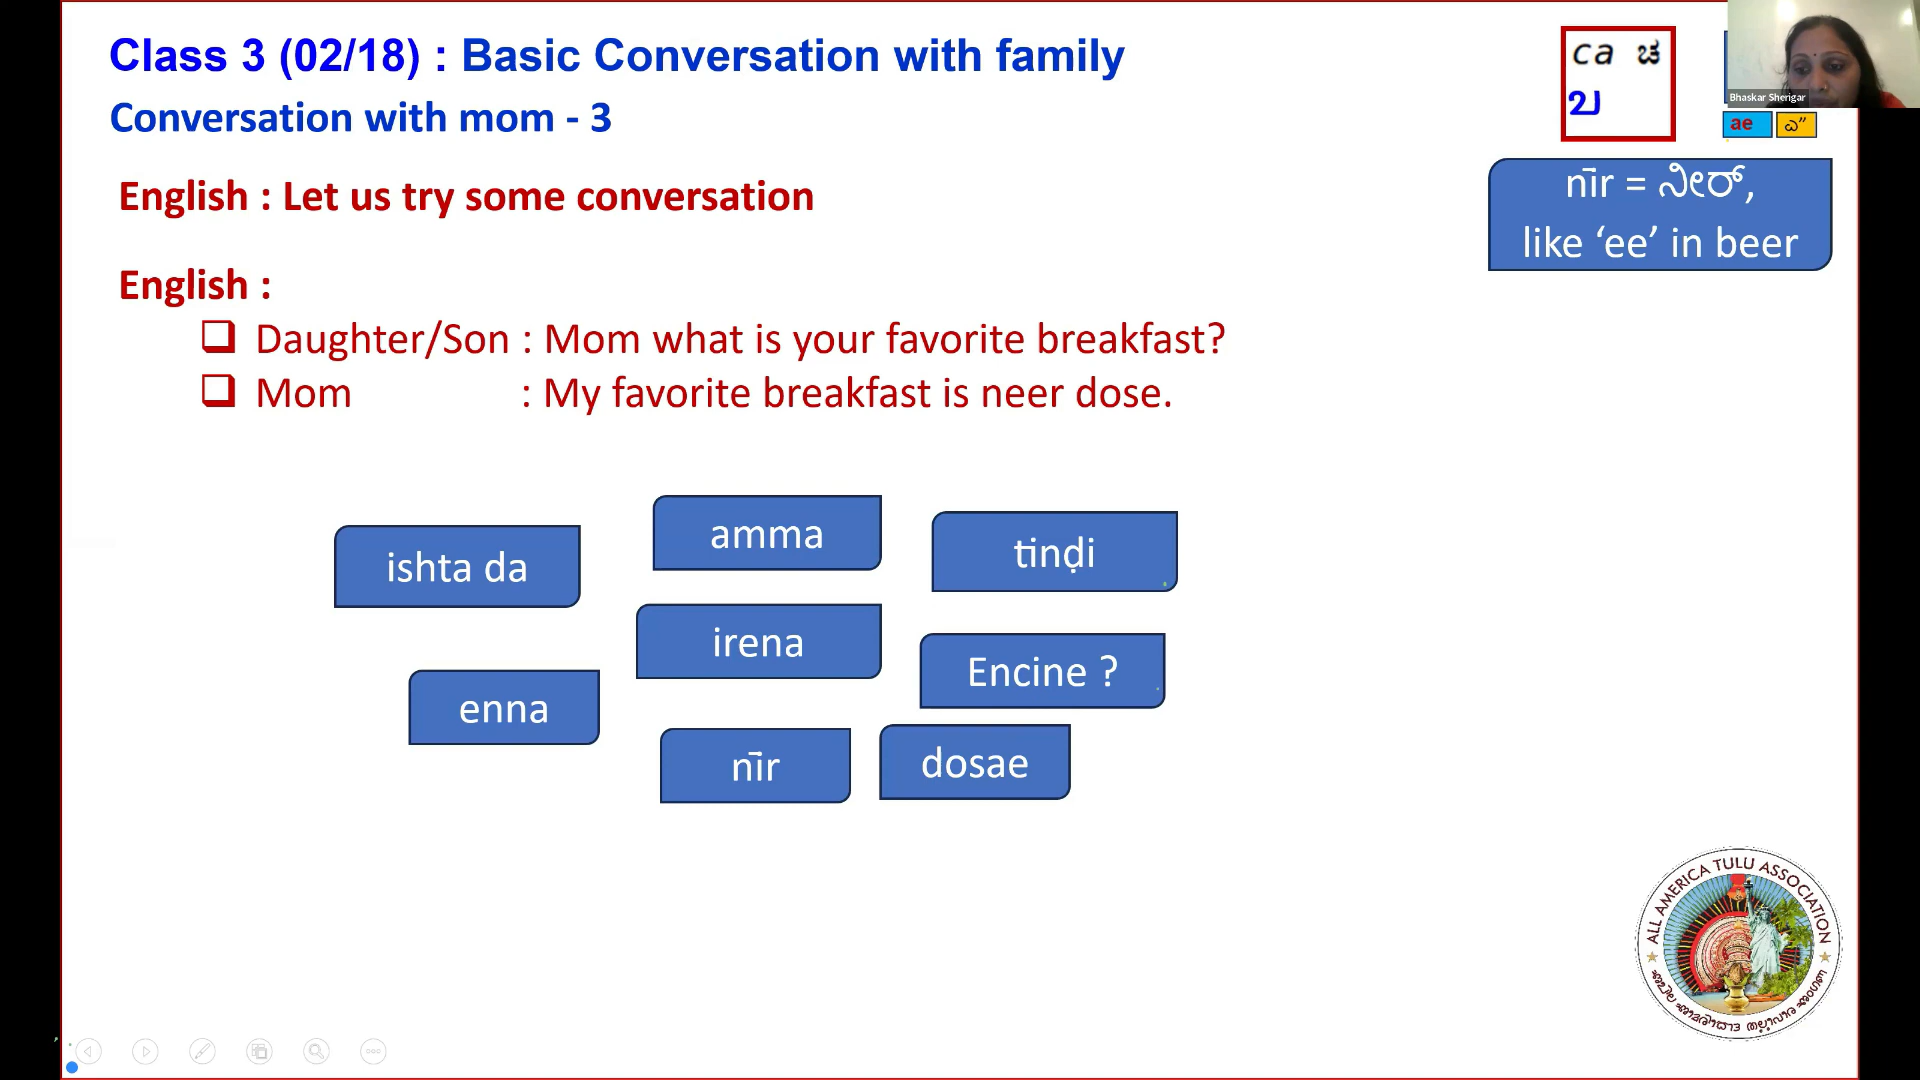 Class 3 (02/18) : Basic Conversation with family
Conversation with mom - 3
ca ಚ
Bhaskar Sherigar
ae ಎ”
nīr = ನೀರ್,
like ‘ee’ in beer
English : Let us try some conversation
English :
Daughter/Son : Mom what is your favorite breakfast?
Mom : My favorite breakfast is neer dose.
amma
tinḍi
ishta da
irena
Encine ?
enna
nīr
dosae
ALL AMERICA TULU ASSOCIATION